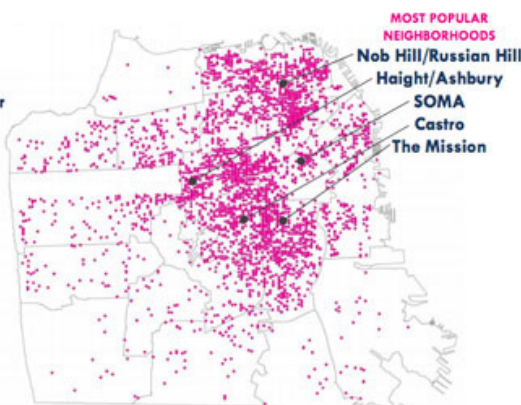 MOST POPULAR
NEIGHBORHOODS
Nob Hill/Russian Hill
Haight/Ashbury
SOMA
Castro
The Mission